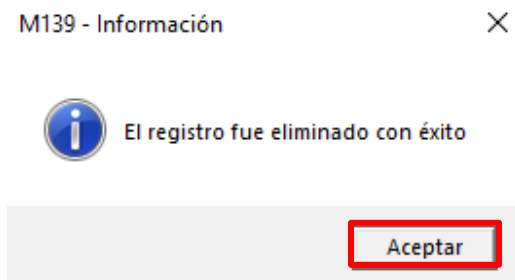 M139 - Información
El registro fue eliminado con éxito
Aceptar